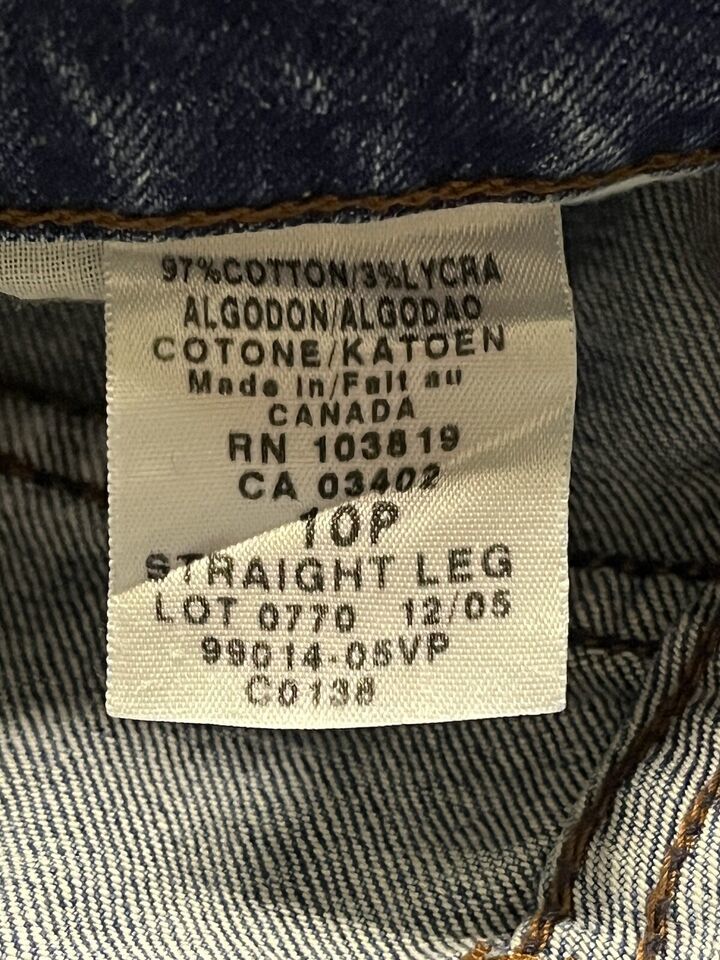 97%COTTON/3%LYCRA
ALGODON/ALGODAO
COTONE/KATOEN
Made in/Fait au
CANADA
RN 103819
CA 03402
10P
STRAIGHT LEG
LOT 0770 12/05
99014-05VP
C0138